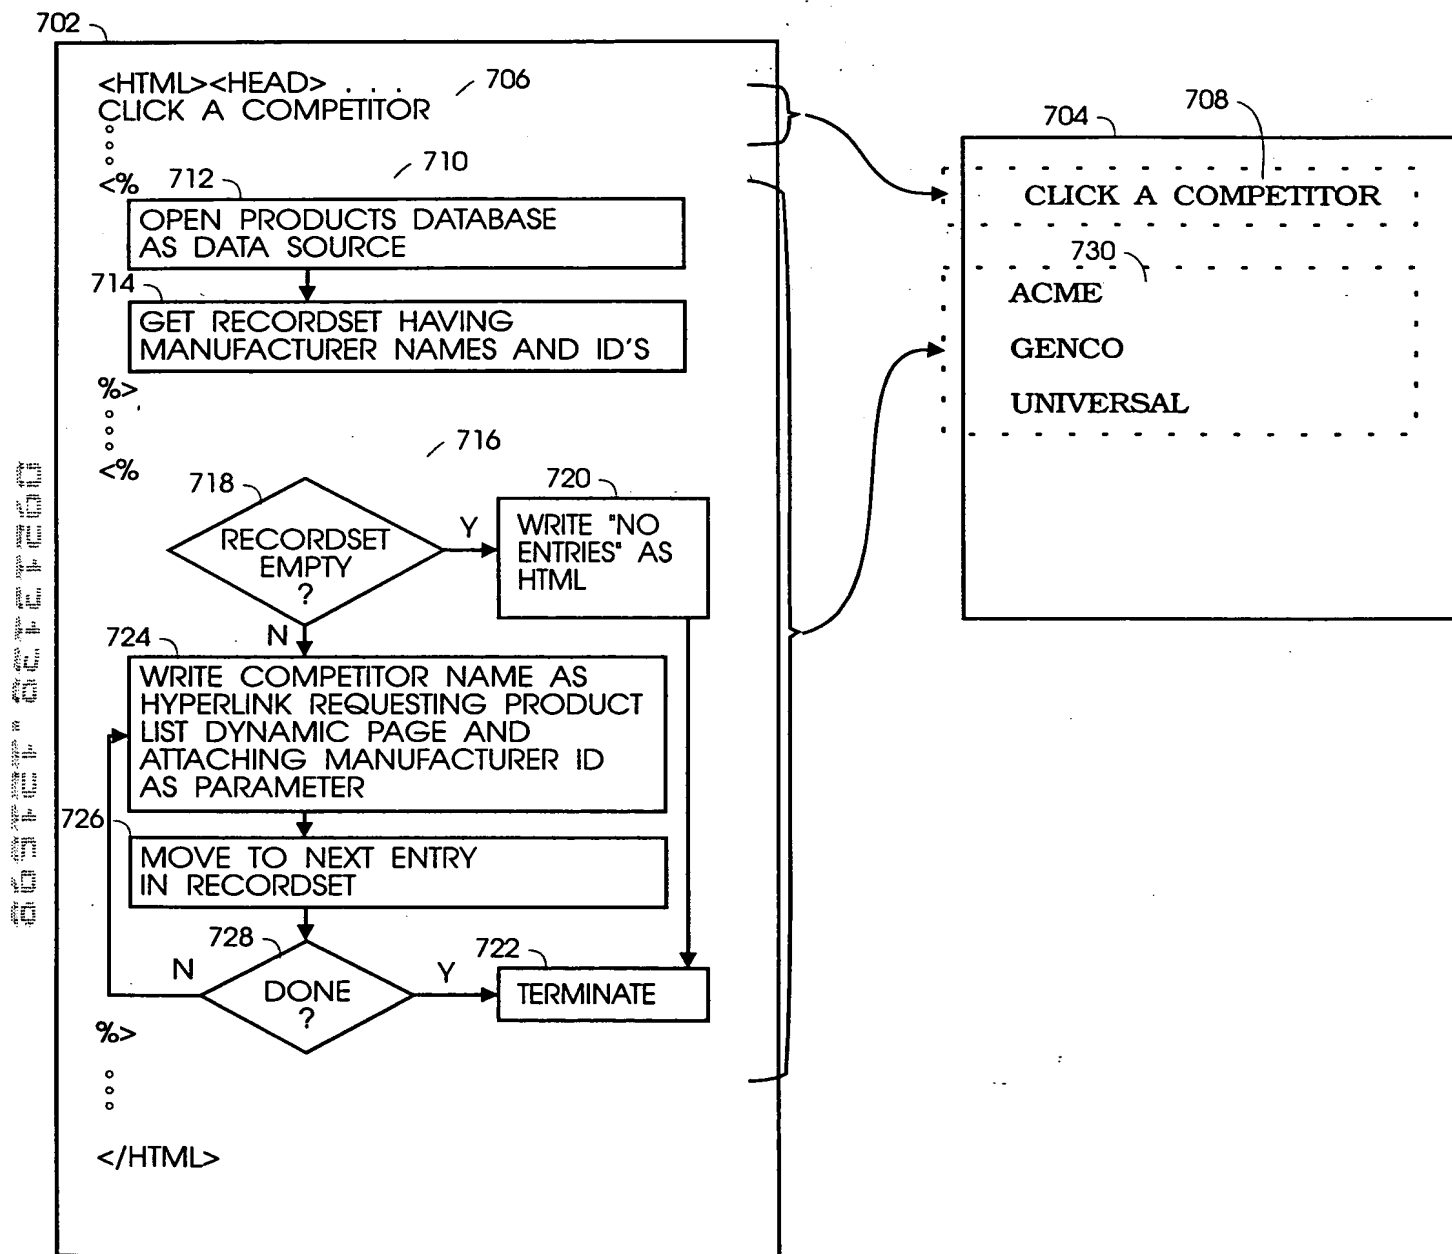 702
<HTML><HEAD> . . .
706
CLICK A COMPETITOR
710
<%
712
OPEN PRODUCTS DATABASE
AS DATA SOURCE
714
GET RECORDSET HAVING
MANUFACTURER NAMES AND ID'S
%>
716
<%
718
RECORDSET
EMPTY
?
Y
N
720
WRITE "NO
ENTRIES" AS
HTML
724
WRITE COMPETITOR NAME AS
HYPERLINK REQUESTING PRODUCT
LIST DYNAMIC PAGE AND
ATTACHING MANUFACTURER ID
AS PARAMETER
726
MOVE TO NEXT ENTRY
IN RECORDSET
728
N
DONE
?
Y
722
TERMINATE
%>
</HTML>
704
708
CLICK A COMPETITOR
730
ACME
GENCO
UNIVERSAL